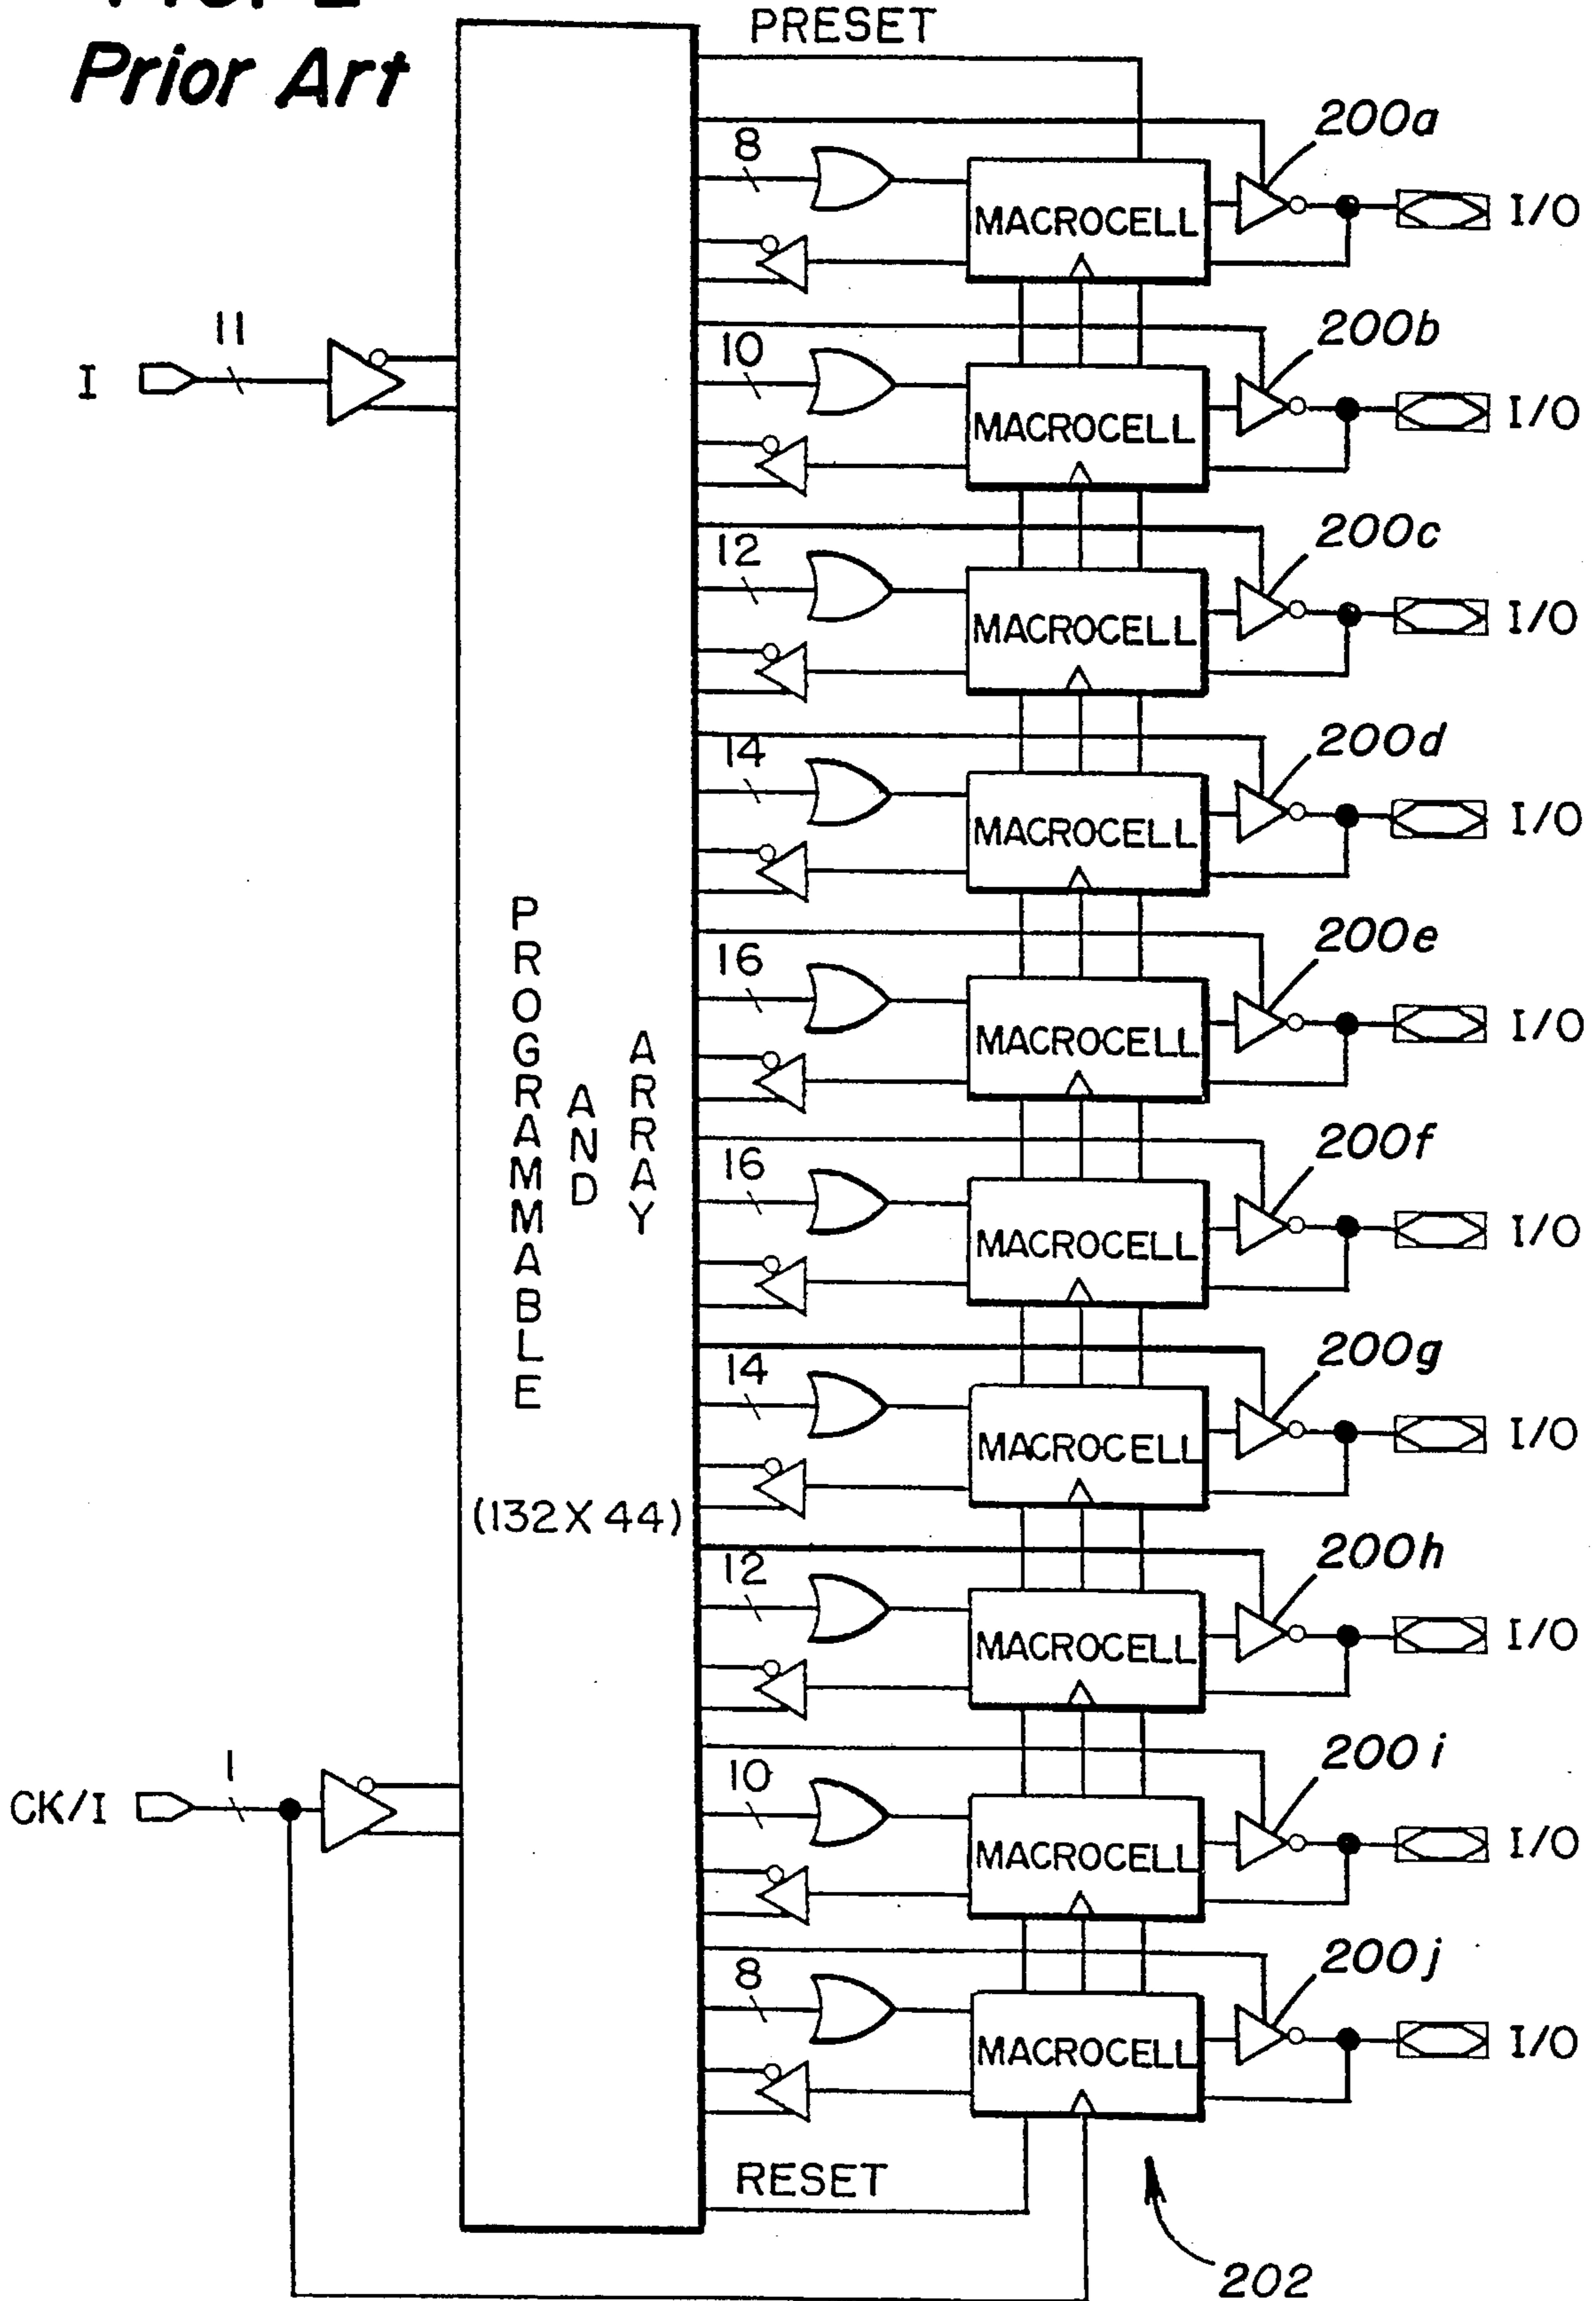 Prior Art
PRESET
200a
8
MACROCELL
I/O
I
11
200b
10
MACROCELL
I/O
200c
12
MACROCELL
I/O
200d
14
MACROCELL
I/O
200e
16
MACROCELL
I/O
200f
16
MACROCELL
I/O
PROGRAMMABLE
AND
ARRAY
(132X44)
200g
14
MACROCELL
I/O
200h
12
MACROCELL
I/O
CK/I
1
200i
10
MACROCELL
I/O
200j
8
MACROCELL
I/O
RESET
202